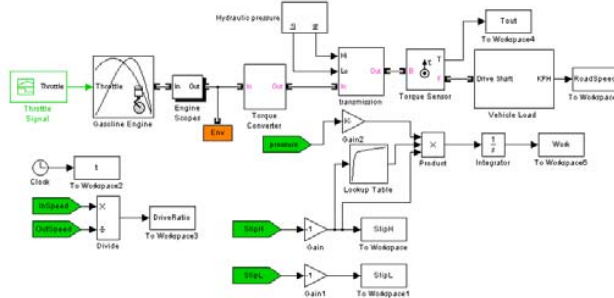 Hydraulic pressure
Tout
To Workspace4
Throttle
Throttle
Signal
Throttle
Gasoline Engine
In
Out
Engine
Scopes
Env
In
Out
Torque
Converter
Hi
Lo
In
Out
transmission
B
T
F
Torque Sensor
Drive Shaft
KPH
Vehicle Load
RoadSpeed
To Workspace
pressure
Gain2
Lookup Table
×
Product
1
s
Integrator
Work
To Workspace5
Clock
t
To Workspace2
InSpeed
OutSpeed
×
÷
Divide
DriveRatio
To Workspace3
SlipH
-1
Gain
SlipH
To Workspace
SlipL
-1
Gain1
SlipL
To Workspace1